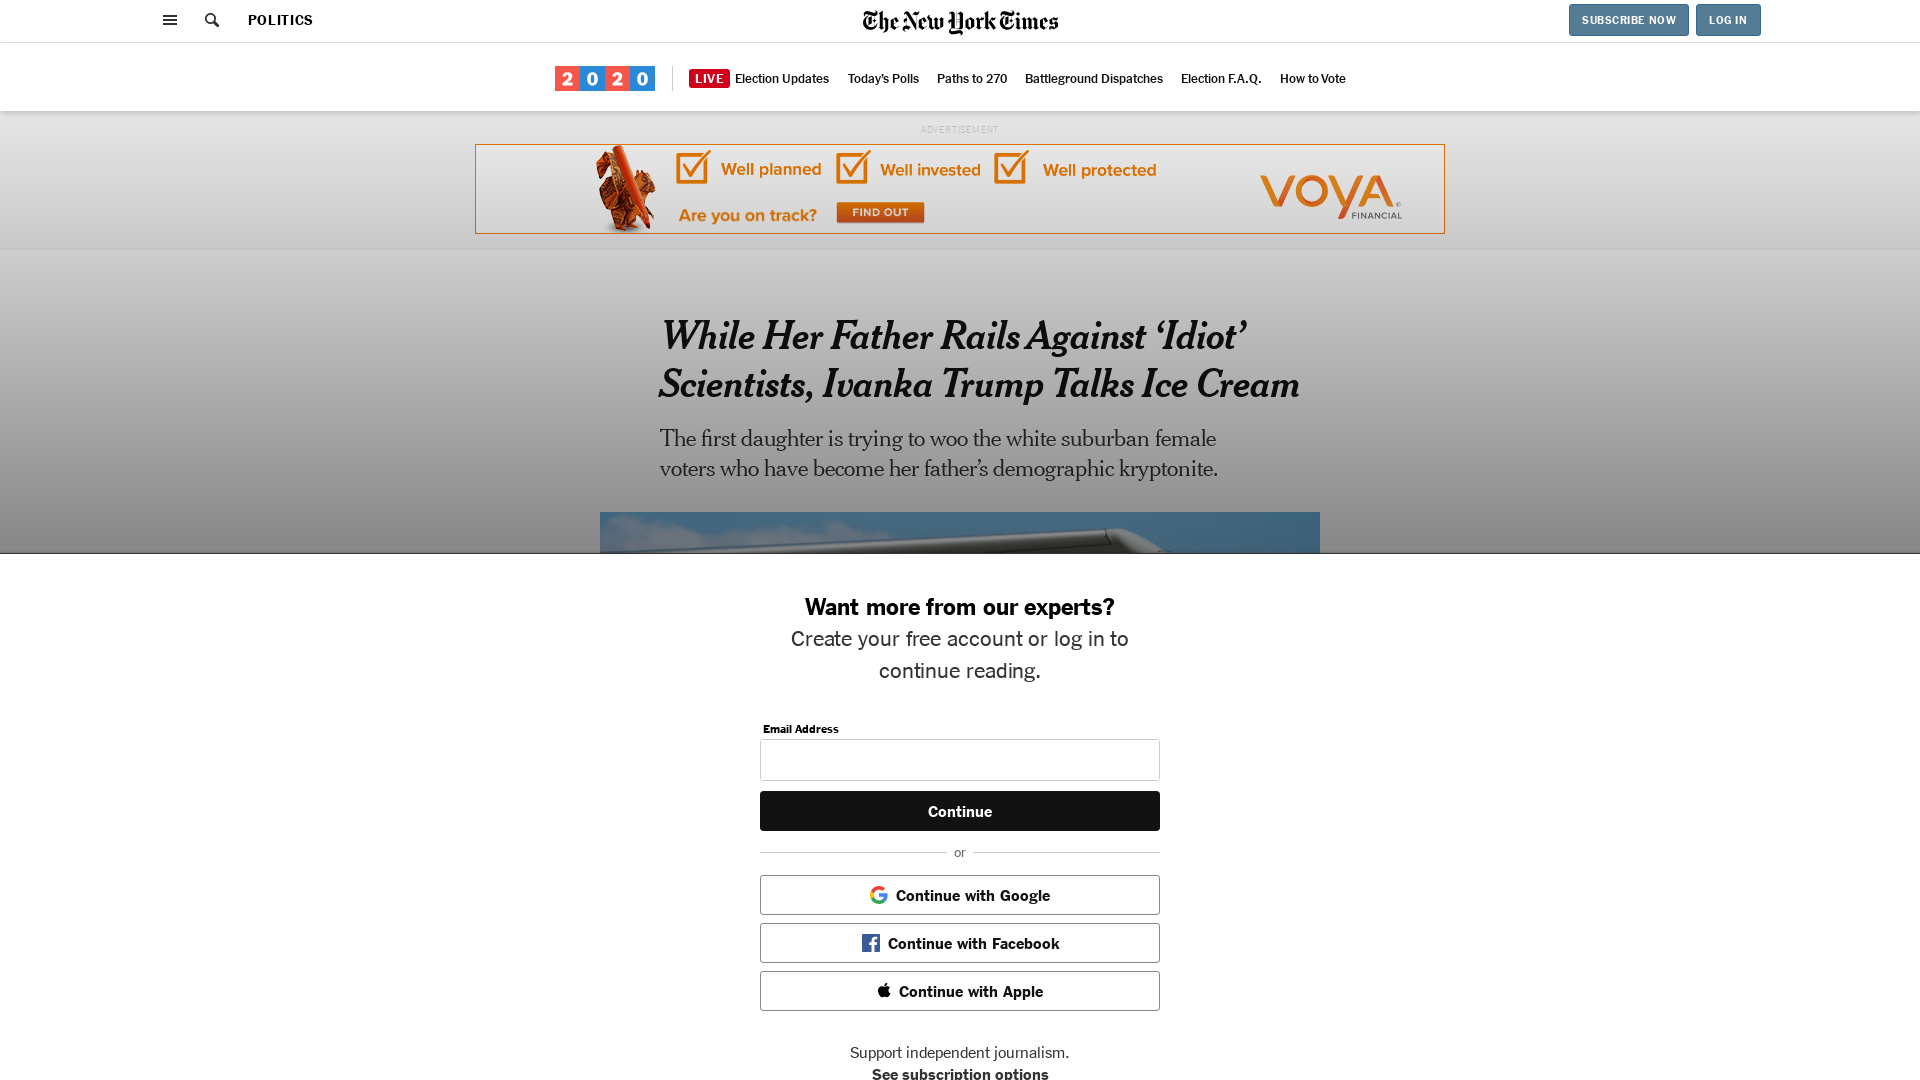 POLITICS
The New York Times
SUBSCRIBE NOW
LOG IN
2020
LIVE Election Updates
Today's Polls
Paths to 270
Battleground Dispatches
Election F.A.Q.
How to Vote
ADVERTISEMENT
Well planned
Well invested
Well protected
Are you on track?
FIND OUT
VOYA
FINANCIAL
While Her Father Rails Against ‘Idiot’
Scientists, Ivanka Trump Talks Ice Cream
The first daughter is trying to woo the white suburban female
voters who have become her father’s demographic kryptonite.
Want more from our experts?
Create your free account or log in to
continue reading.
Email Address
Continue
or
Continue with Google
Continue with Facebook
Continue with Apple
Support independent journalism.
See subscription options